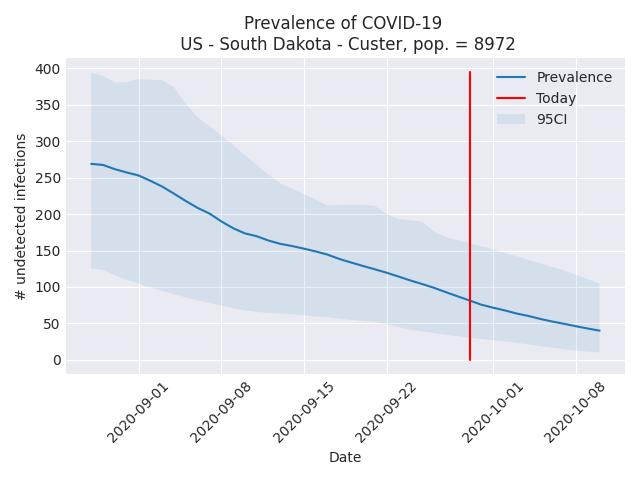 Prevalence of COVID-19
US - South Dakota - Custer, pop. = 8972
400
350
300
250
200
150
100
50
0
# undetected infections
Prevalence
Today
95CI
2020-09-01
2020-09-08
2020-09-15
2020-09-22
2020-10-01
2020-10-08
Date